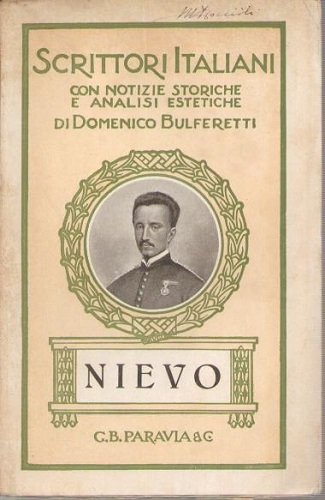 SCRITTORI ITALIANI
CON NOTIZIE STORICHE
E ANALISI ESTETICHE
DI DOMENICO BULFERETTI
NIEVO
C.B. PARAVIA & C